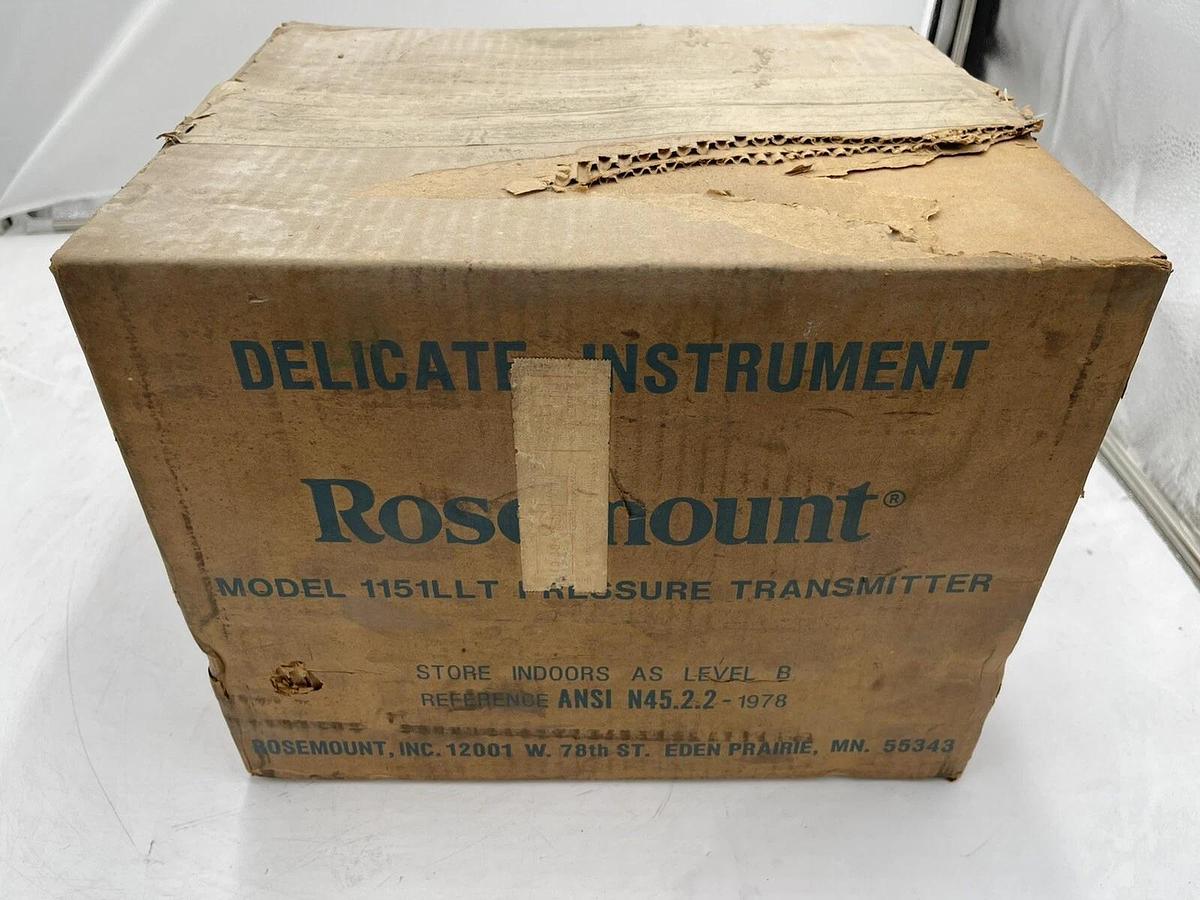 DELICATE INSTRUMENT
Rosemount®
MODEL 1151LLT PRESSURE TRANSMITTER
STORE INDOORS AS LEVEL B
REFERENCE ANSI N45.2.2-1978
ROSEMOUNT, INC. 12001 W. 78th ST. EDEN PRAIRIE, MN. 55343